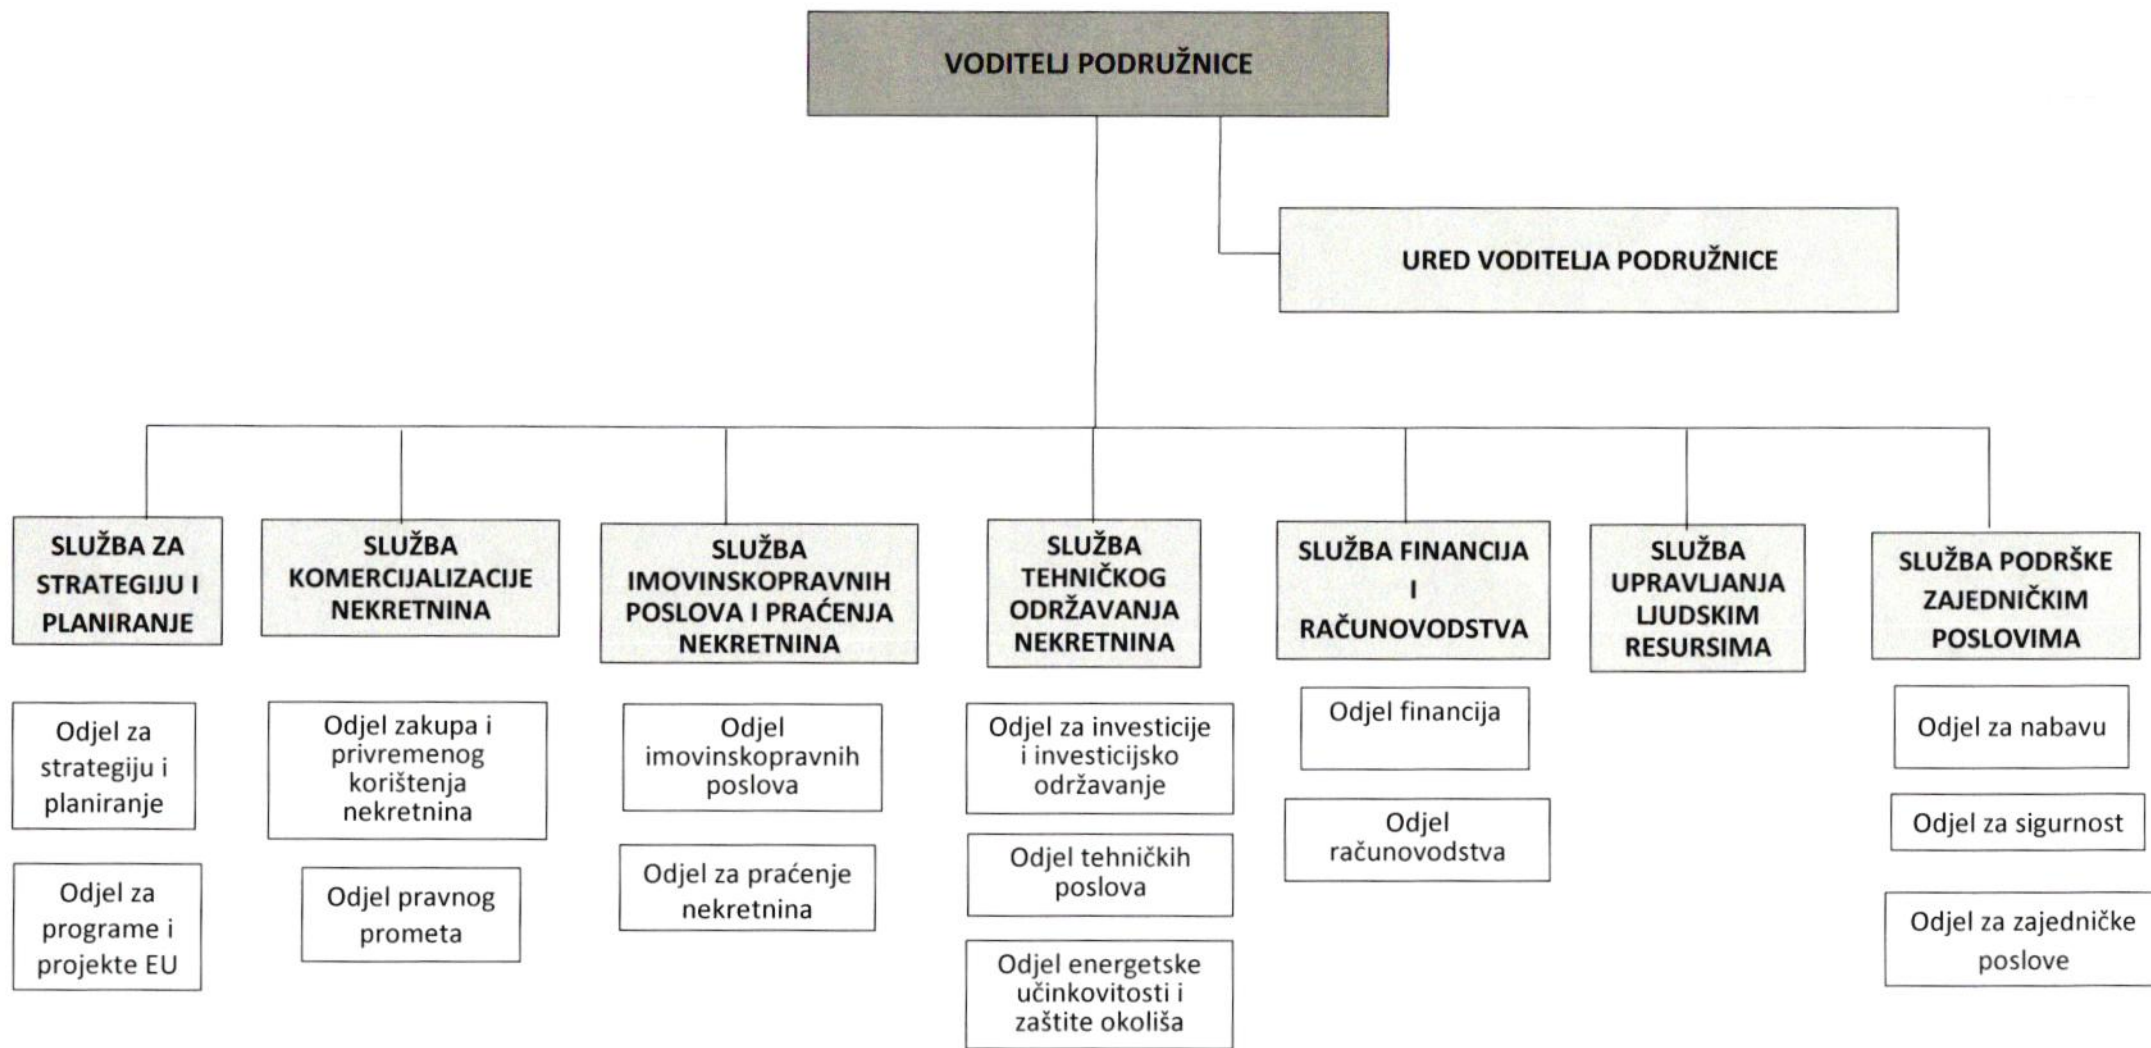 VODITELJ PODRUŽNICE
URED VODITELJA PODRUŽNICE
SLUŽBA ZA
STRATEGIJU I
PLANIRANJE
SLUŽBA
KOMERCIJALIZACIJE
NEKRETNINA
SLUŽBA
IMOVINSKOPRAVNIH
POSLOVA I PRAĆENJA
NEKRETNINA
SLUŽBA
TEHNIČKOG
ODRŽAVANJA
NEKRETNINA
SLUŽBA FINANCIJA
I
RAČUNOVODSTVA
SLUŽBA
UPRAVLJANJA
LJUDSKIM
RESURSIMA
SLUŽBA PODRŠKE
ZAJEDNIČKIM
POSLOVIMA
Odjel za
strategiju i
planiranje
Odjel zakupa i
privremenog
korištenja
nekretnina
Odjel
imovinskopravnih
poslova
Odjel za investicije
i investicijsko
održavanje
Odjel financija
Odjel za nabavu
Odjel za
programe i
projekte EU
Odjel pravnog
prometa
Odjel za praćenje
nekretnina
Odjel tehničkih
poslova
Odjel
računovodstva
Odjel za sigurnost
Odjel energetske
učinkovitosti i
zaštite okoliša
Odjel za zajedničke
poslove